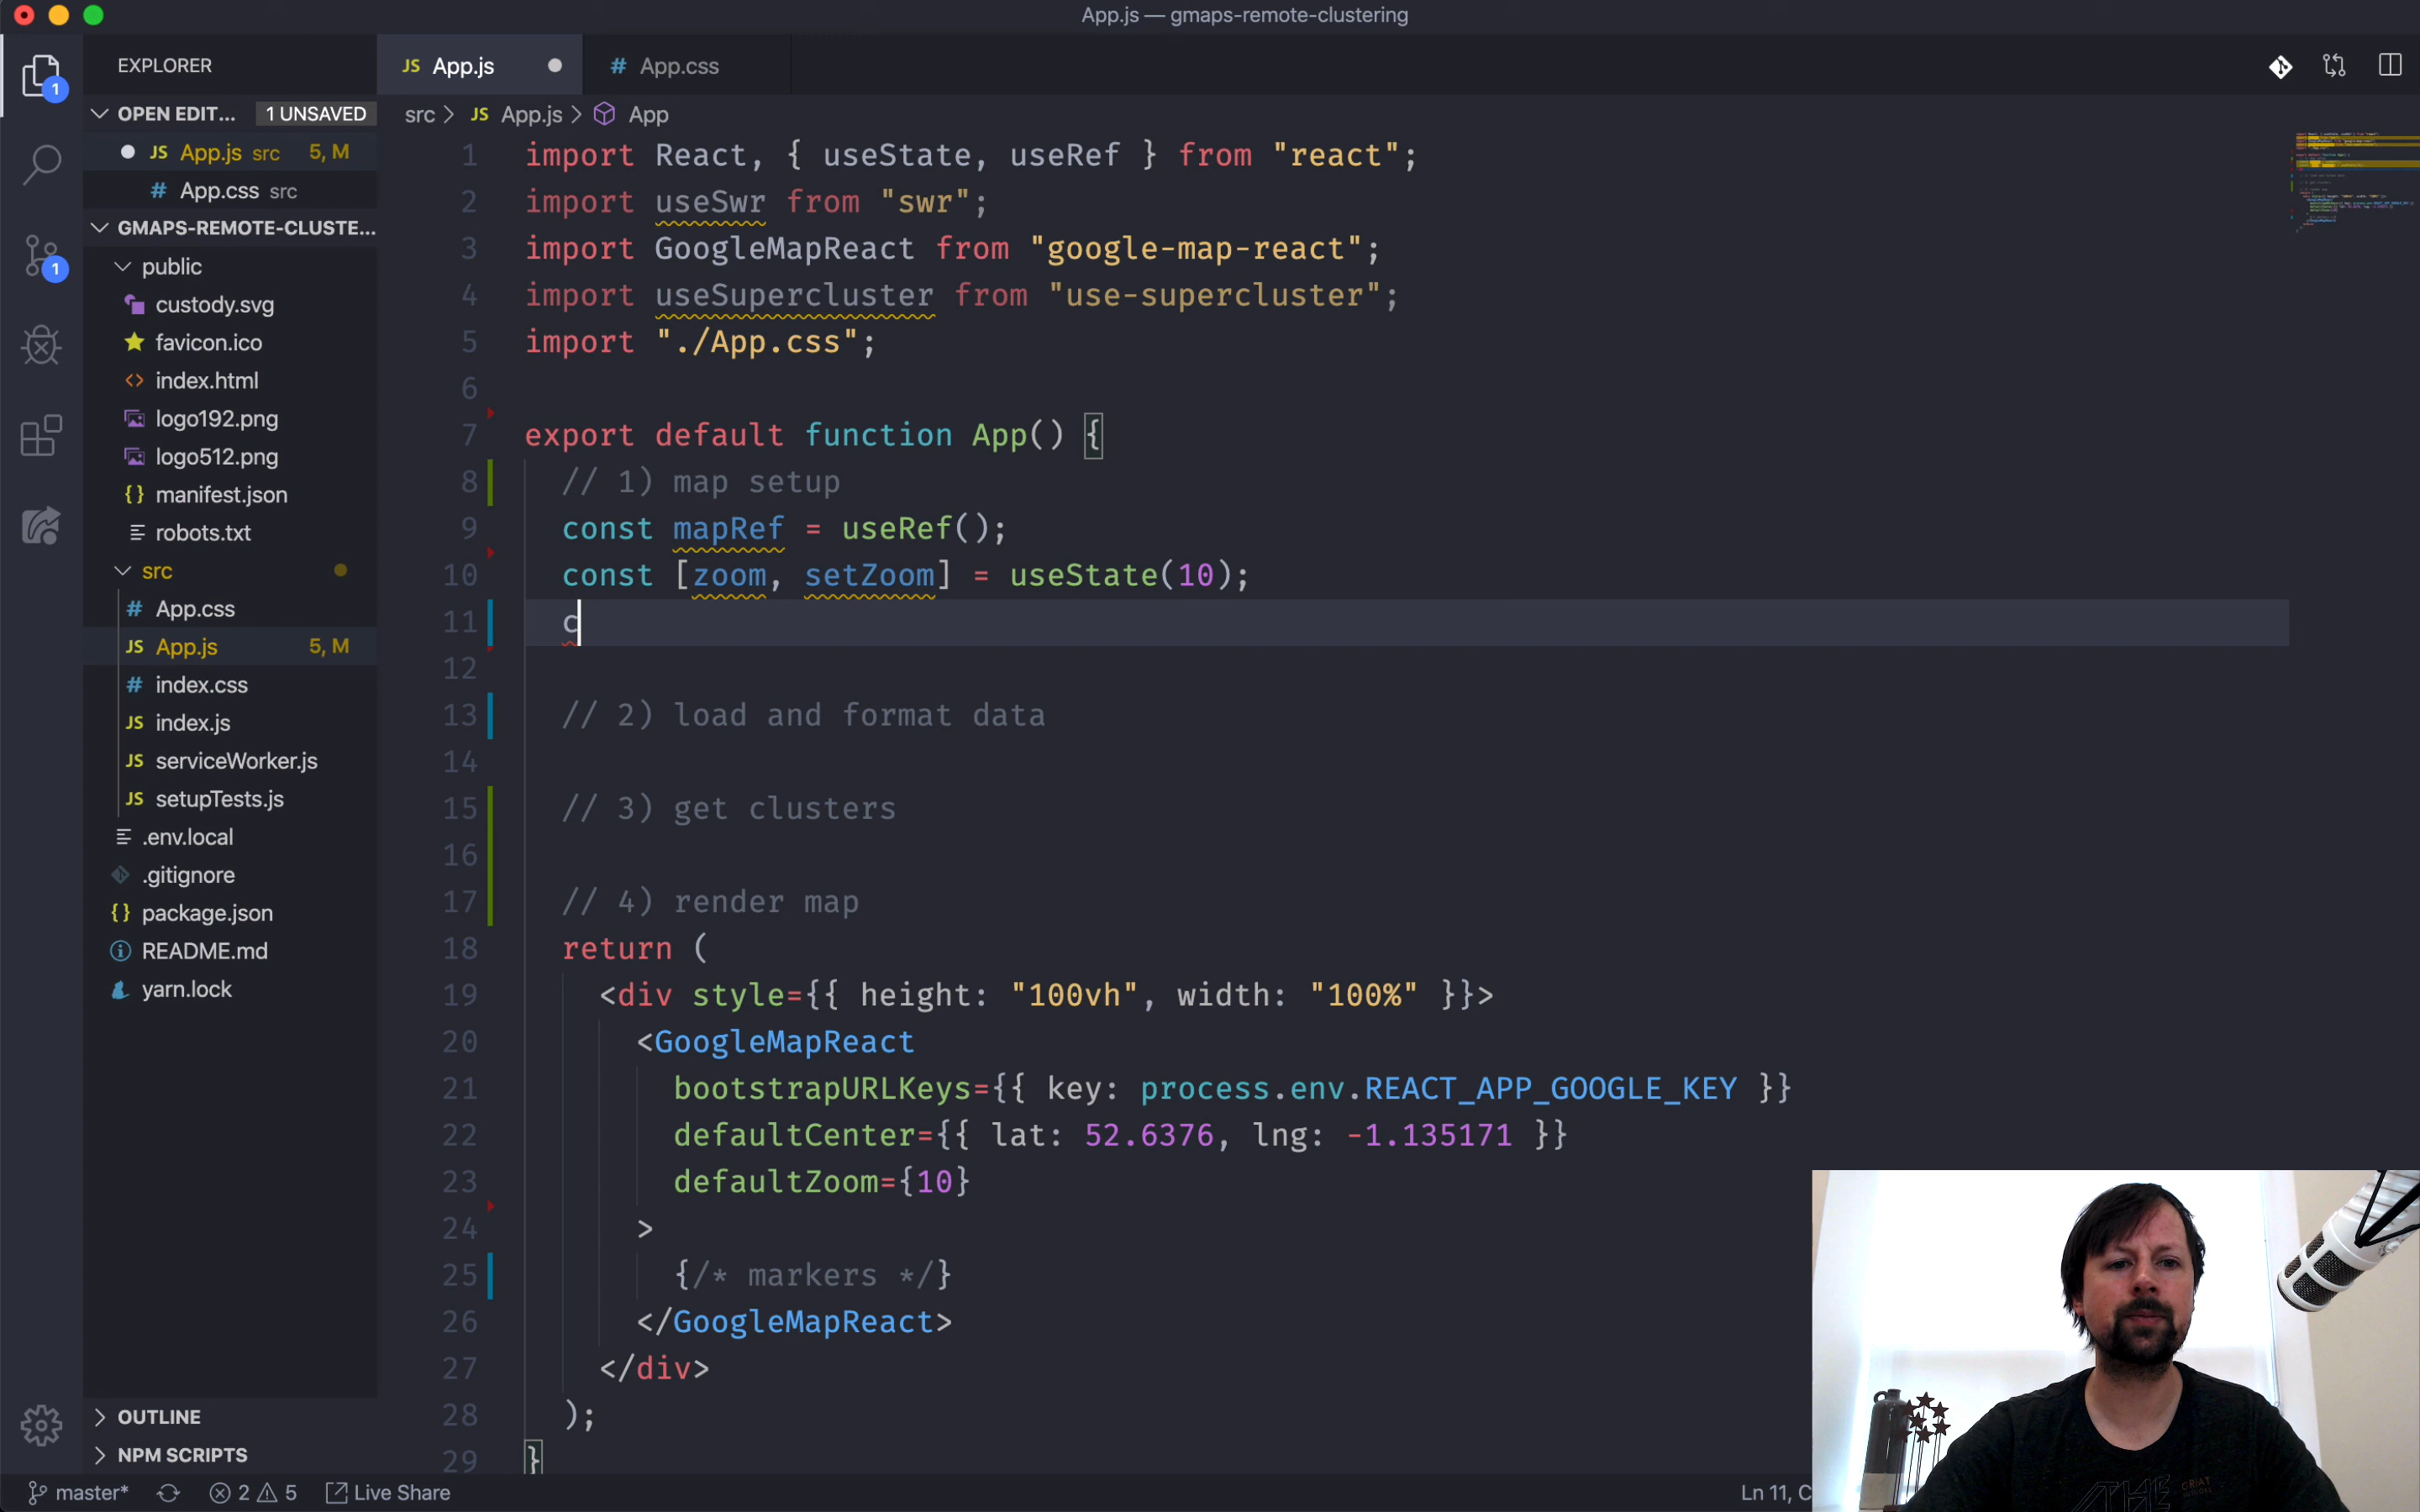 App.js — gmaps-remote-clustering
EXPLORER
JS App.js
# App.css
OPEN EDIT... 1 UNSAVED
JS App.js src 5, M
# App.css src
GMAPS-REMOTE-CLUSTE...
public
custody.svg
favicon.ico
<> index.html
logo192.png
logo512.png
{} manifest.json
robots.txt
src
# App.css
JS App.js 5, M
# index.css
JS index.js
JS serviceWorker.js
JS setupTests.js
.env.local
.gitignore
{} package.json
README.md
yarn.lock
OUTLINE
NPM SCRIPTS
1
1
src > JS App.js > App
1 import React, { useState, useRef } from "react";
2 import useSwr from "swr";
3 import GoogleMapReact from "google-map-react";
4 import useSupercluster from "use-supercluster";
5 import "./App.css";
6
7 export default function App() {
8 // 1) map setup
9 const mapRef = useRef();
10 const [zoom, setZoom] = useState(10);
11 c
12
13 // 2) load and format data
14
15 // 3) get clusters
16
17 // 4) render map
18 return (
19 <div style={{ height: "100vh", width: "100%" }}>
20 <GoogleMapReact
21 bootstrapURLKeys={{ key: process.env.REACT_APP_GOOGLE_KEY }}
22 defaultCenter={{ lat: 52.6376, lng: -1.135171 }}
23 defaultZoom={10}
24 >
25 {/* markers */}
26 </GoogleMapReact>
27 </div>
28 );
29 }
master* 2 5 Live Share
Ln 11, C